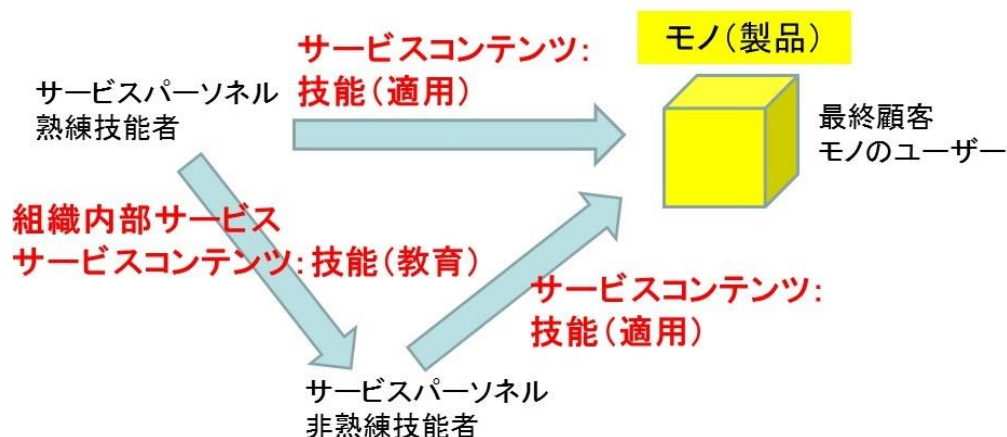 サービスコンテンツ:
技能(適用)
モノ(製品)
サービスパーソネル
熟練技能者
最終顧客
モノのユーザー
組織内部サービス
サービスコンテンツ:技能(教育)
サービスコンテンツ:
技能(適用)
サービスパーソネル
非熟練技能者